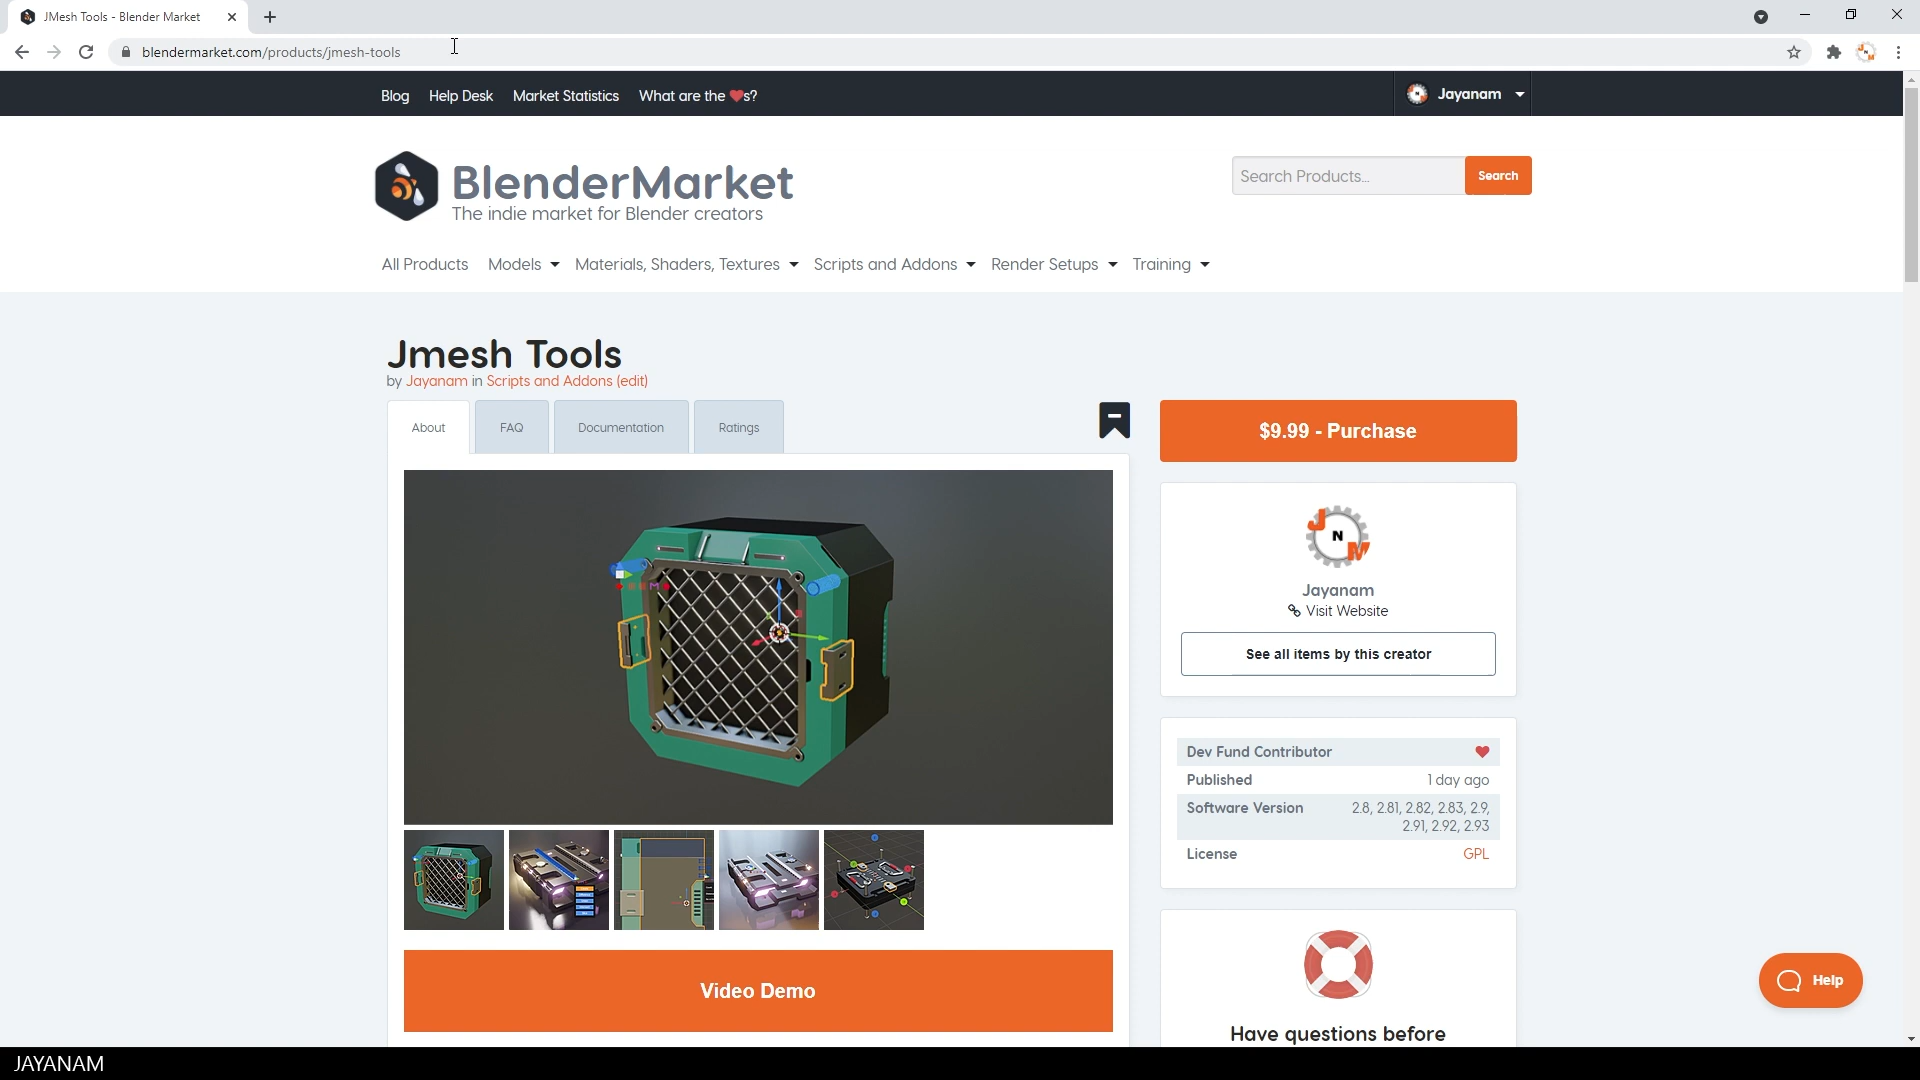 JMesh Tools - Blender Market
blendermarket.com/products/jmesh-tools
Blog Help Desk Market Statistics What are the ❤s?
Jayanam
BlenderMarket
The indie market for Blender creators
Search Products...
Search
All Products Models Materials, Shaders, Textures Scripts and Addons Render Setups Training
Jmesh Tools
by Jayanam in Scripts and Addons (edit)
About FAQ Documentation Ratings
$9.99 - Purchase
J N M
Jayanam
Visit Website
See all items by this creator
Dev Fund Contributor
Published 1 day ago
Software Version 2.8, 2.81, 2.82, 2.83, 2.9,
2.91, 2.92, 2.93
License GPL
Video Demo
Have questions before
Help
JAYANAM